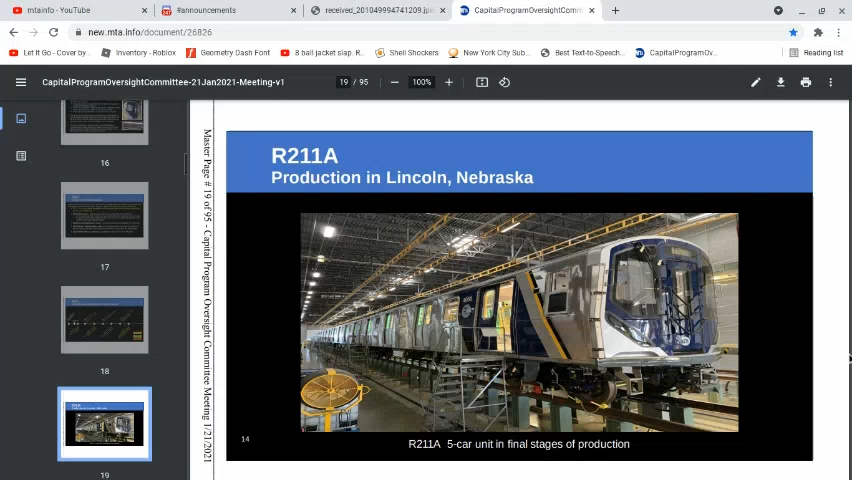 mtainfo - YouTube
#announcements
received_201049994741209.jpe
CapitalProgramOversightComm
new.mta.info/document/26826
Let It Go - Cover by...
Inventory - Roblox
Geometry Dash Font
8 ball jacket slap. R...
Shell Shockers
New York City Sub...
Best Text-to-Speech...
CapitalProgramOv...
Reading list
CapitalProgramOversightCommittee-21Jan2021-Meeting-v1
19 / 95
100%
16
17
18
19
Master Page # 19 of 95 - Capital Program Oversight Committee Meeting 1/21/2021
R211A
Production in Lincoln, Nebraska
14
R211A 5-car unit in final stages of production